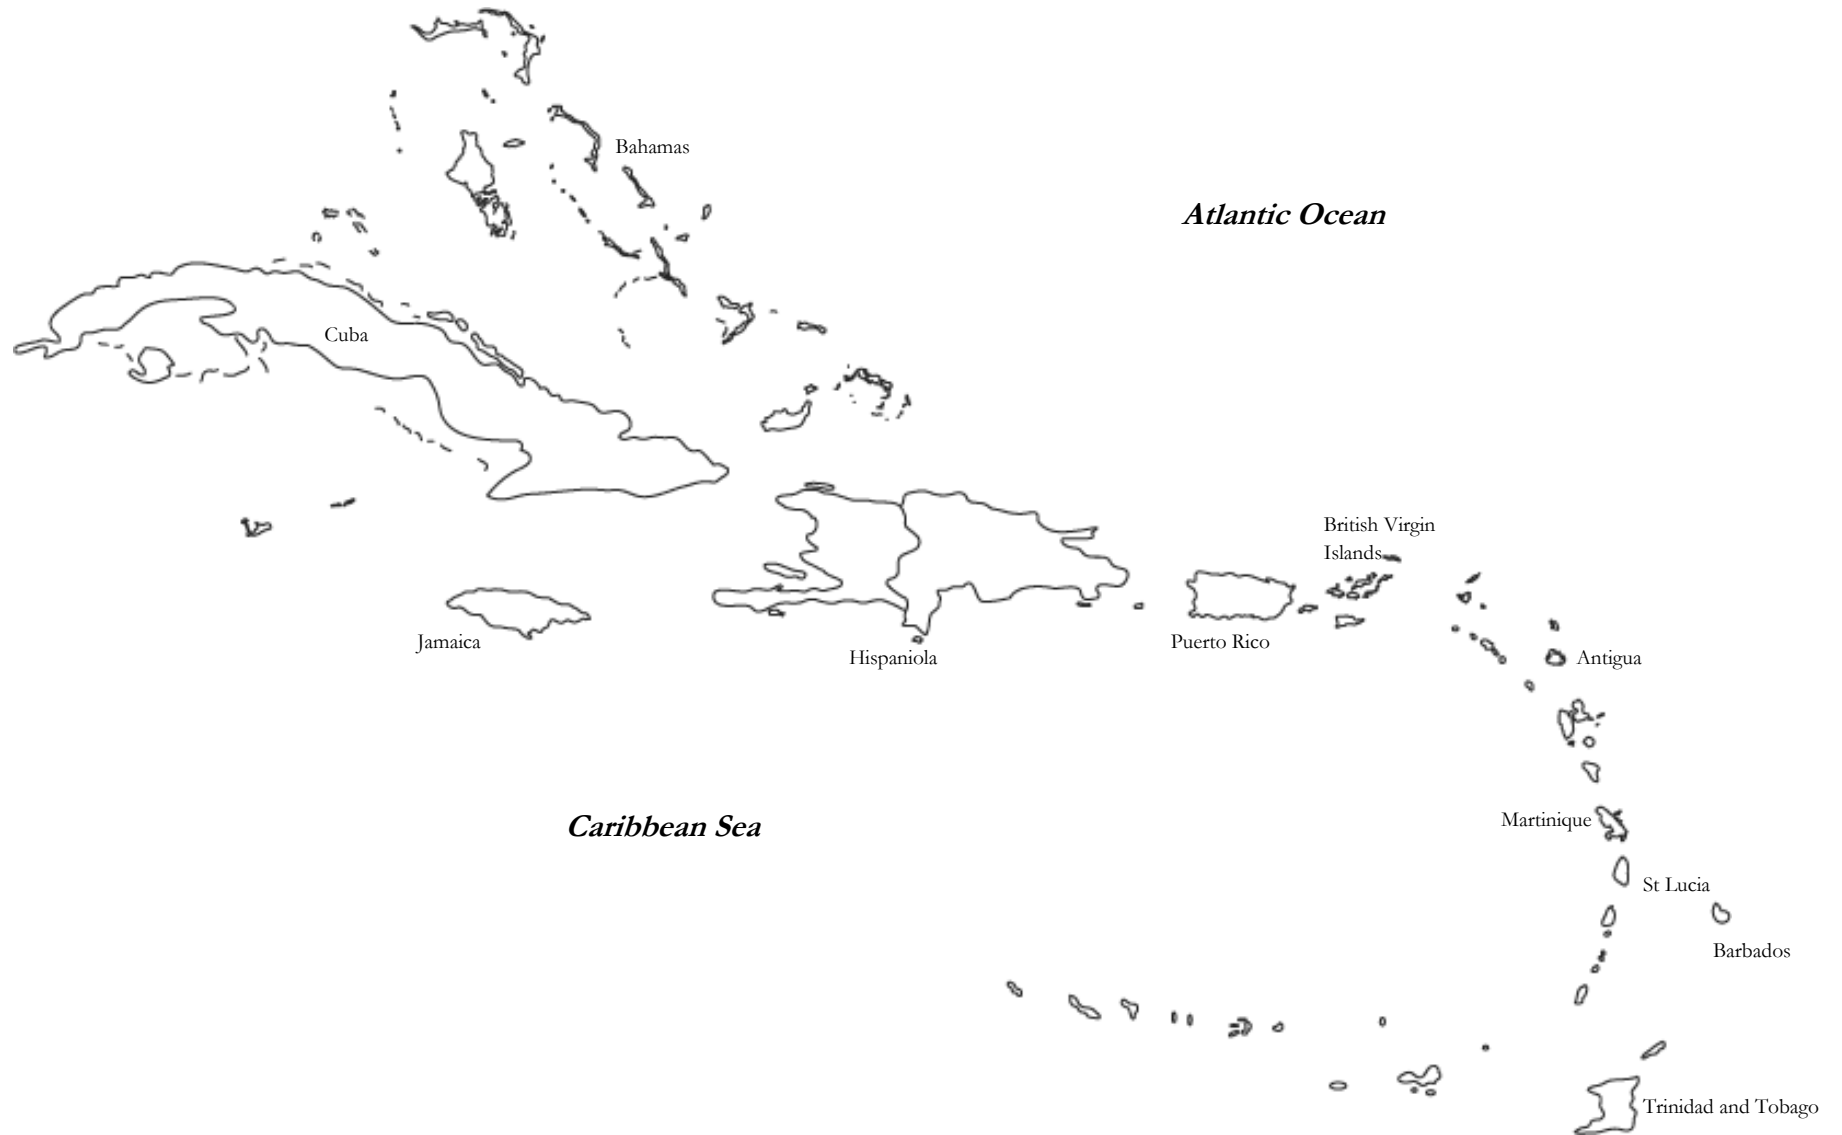 Bahamas
Atlantic Ocean
Cuba
British Virgin
Islands
Jamaica
Hispaniola
Puerto Rico
Antigua
Martinique
Caribbean Sea
St Lucia
Barbados
Trinidad and Tobago